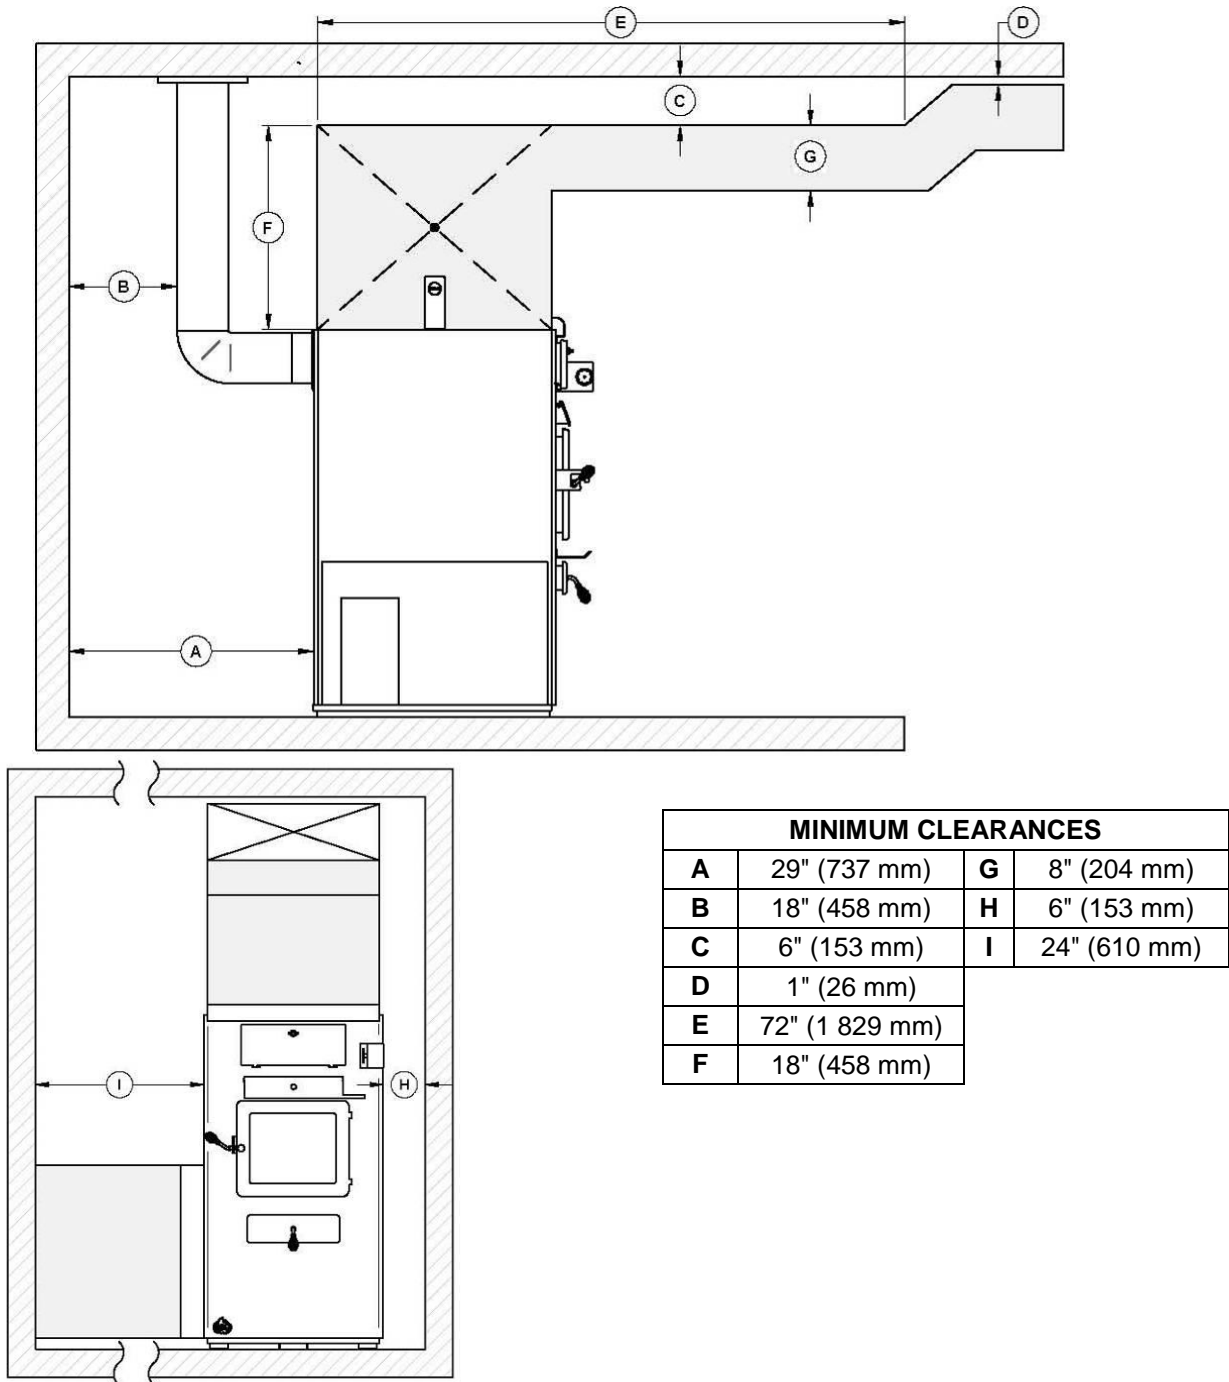 E
D
C
G
F
B
A
I
H
MINIMUM CLEARANCES
A 29" (737 mm) G 8" (204 mm)
B 18" (458 mm) H 6" (153 mm)
C 6" (153 mm) I 24" (610 mm)
D 1" (26 mm)
E 72" (1 829 mm)
F 18" (458 mm)